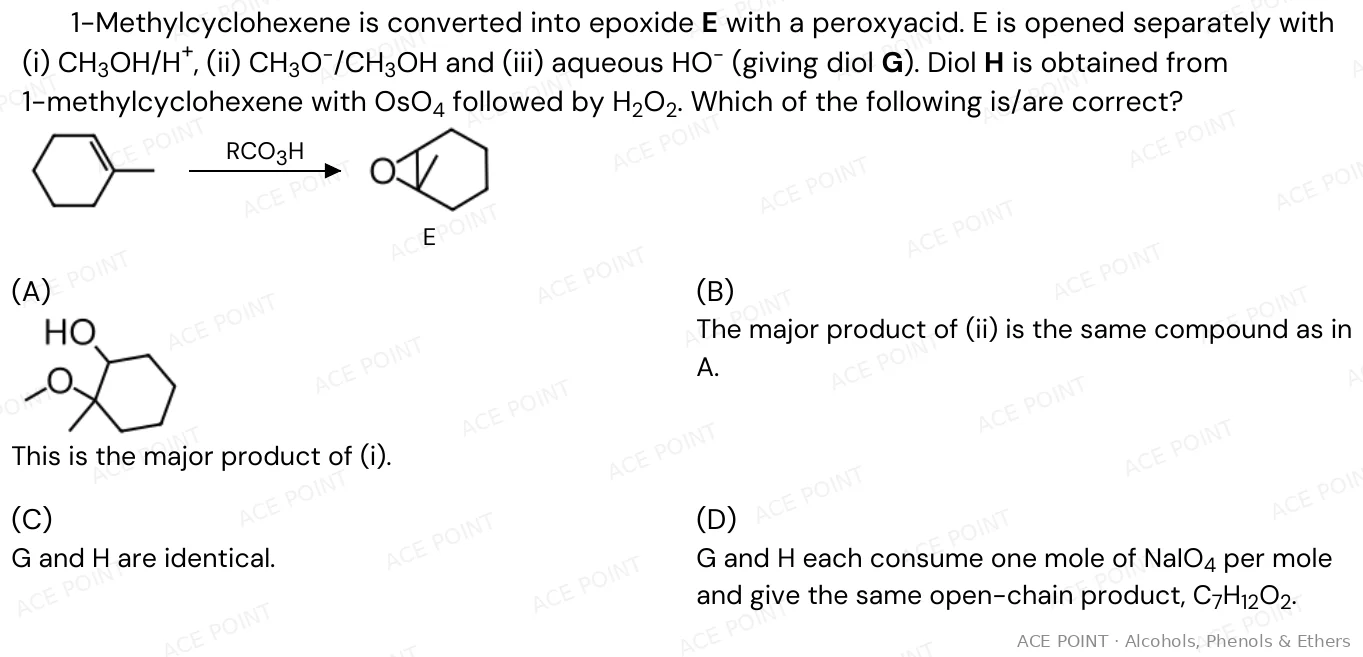 1-Methylcyclohexene is converted into epoxide E with a peroxyacid. E is opened separately with
(i) CH₃OH/H⁺, (ii) CH₃O⁻/CH₃OH and (iii) aqueous HO⁻ (giving diol G). Diol H is obtained from
1-methylcyclohexene with OsO₄ followed by H₂O₂. Which of the following is/are correct?
RCO₃H
O
E
(A)
HO
O
This is the major product of (i).
(B)
The major product of (ii) is the same compound as in
A.
(C)
G and H are identical.
(D)
G and H each consume one mole of NaIO₄ per mole
and give the same open-chain product, C₇H₁₂O₂.
ACE POINT · Alcohols, Phenols & Ethers